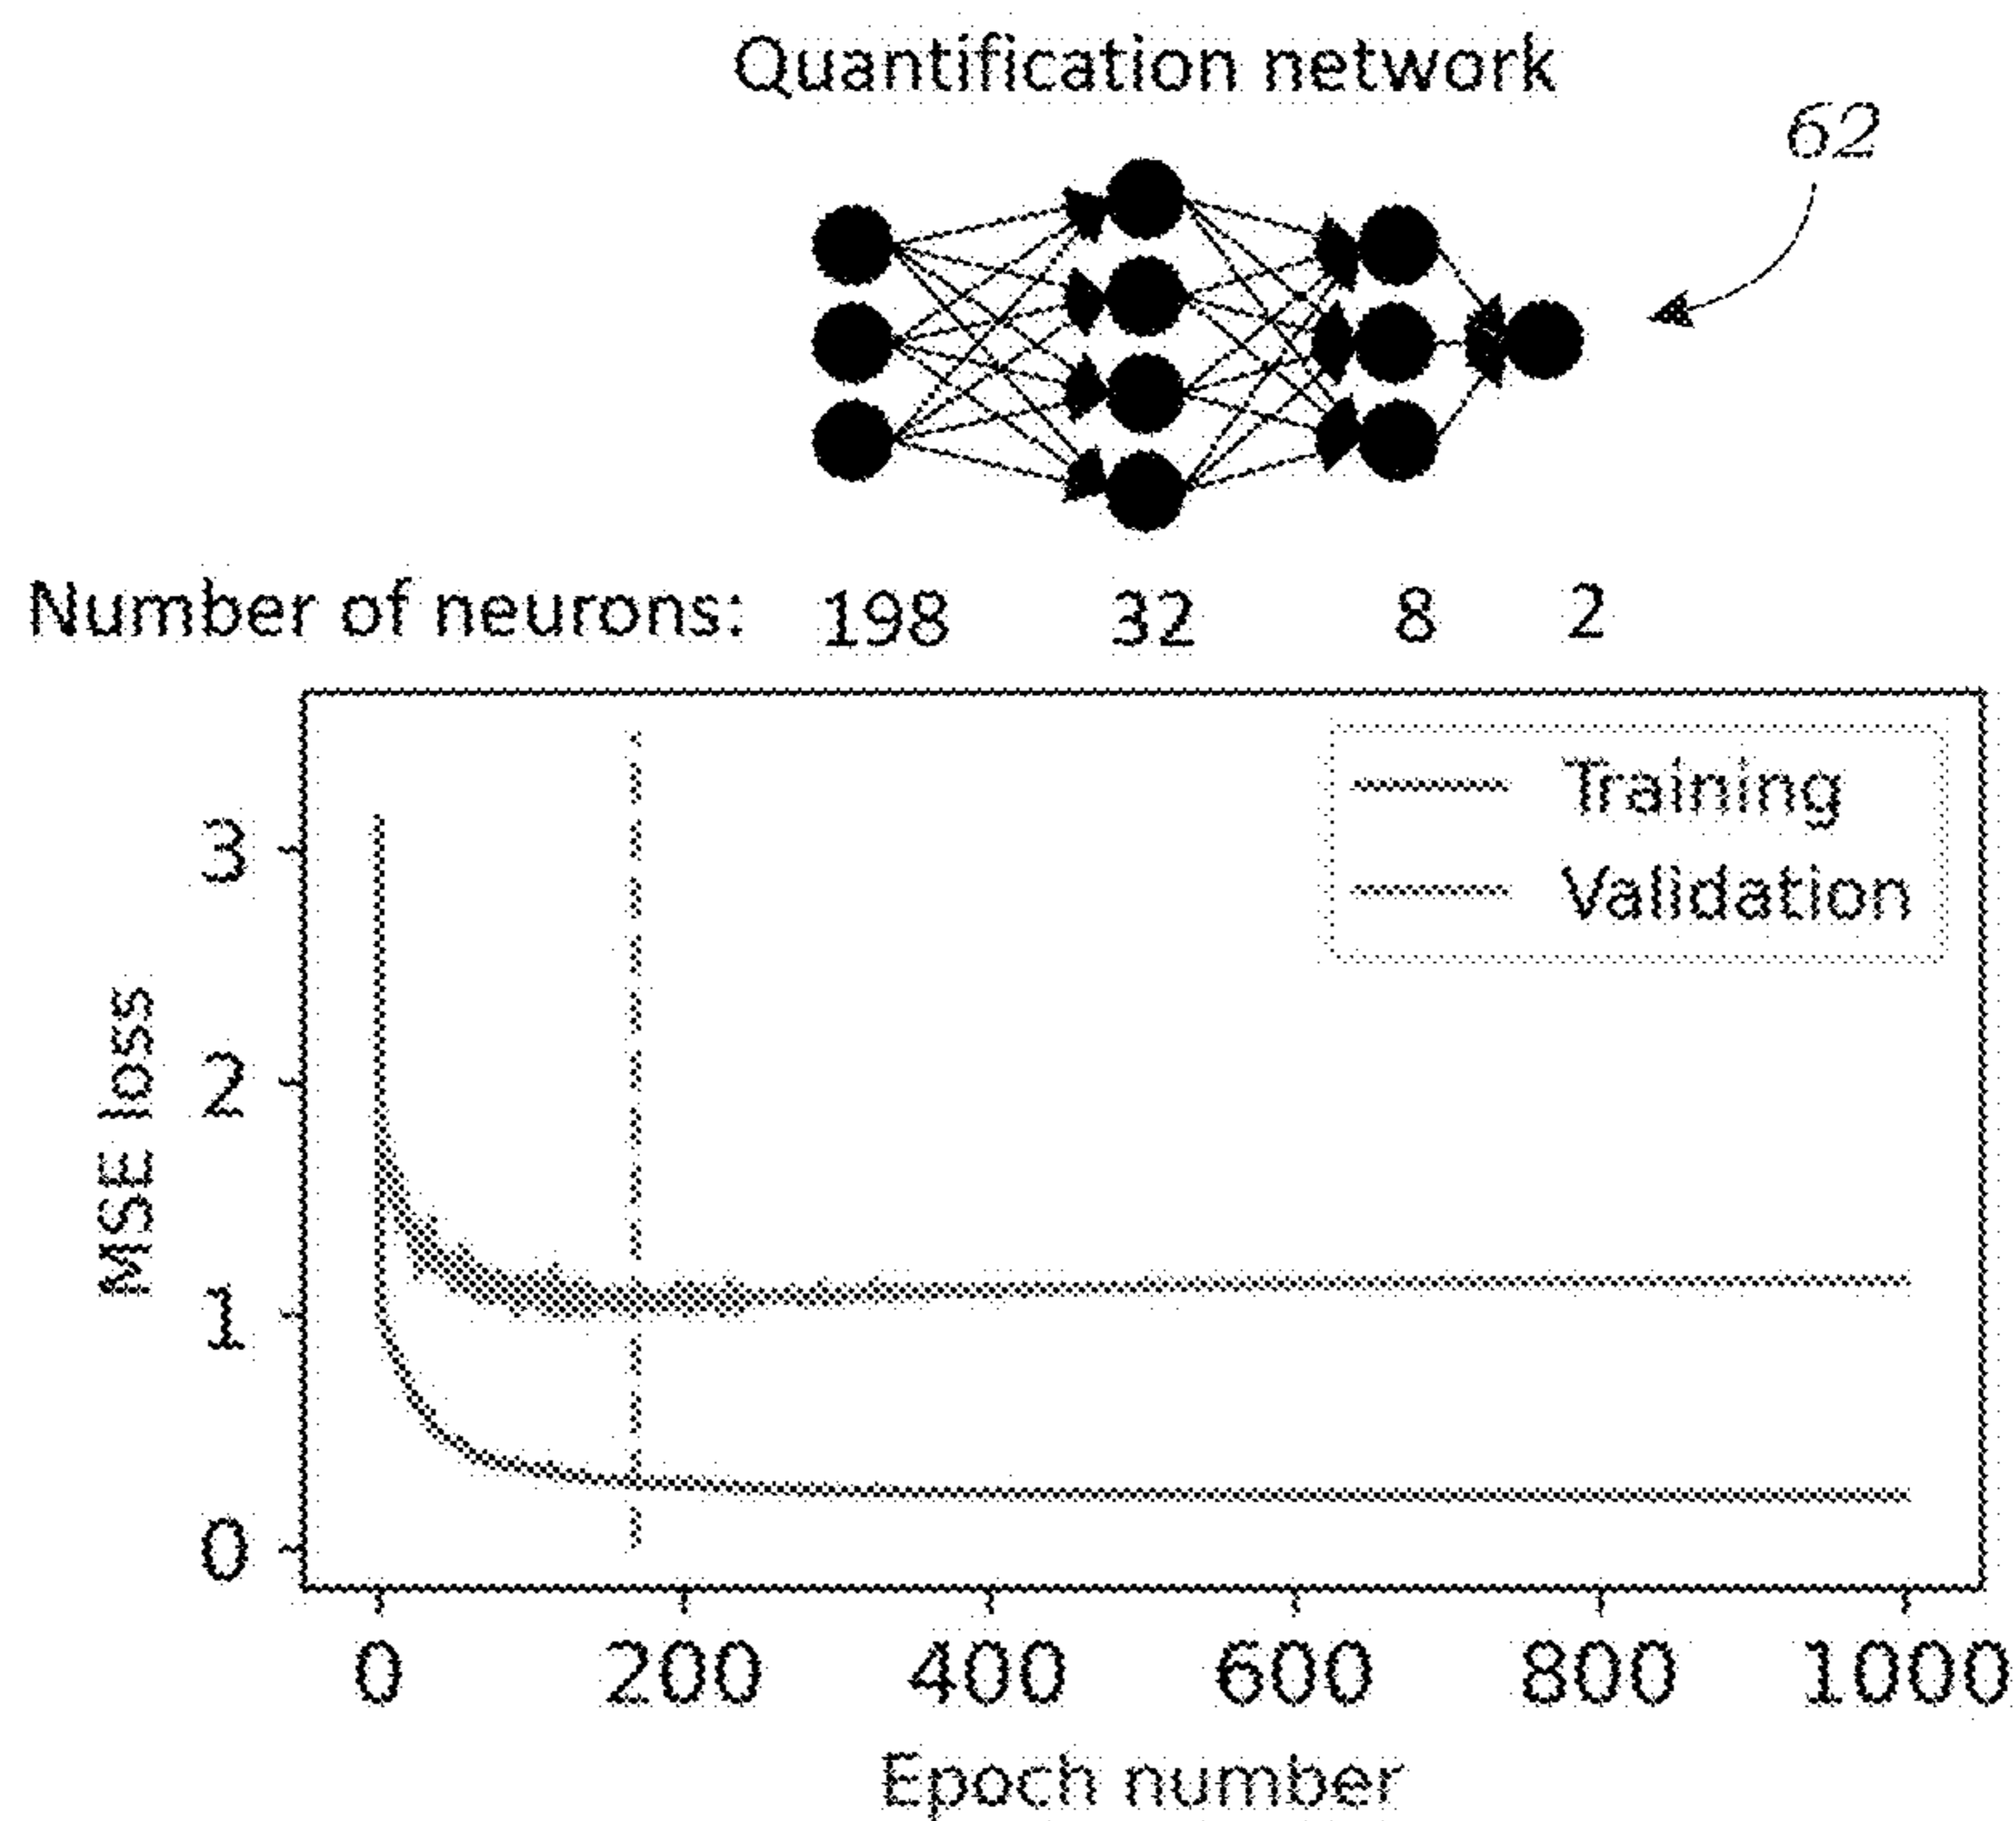 Quantification network
62
Number of neurons: 198 32 8 2
Training
Validation
3
2
1
0
MSE loss
0 200 400 600 800 1000
Epoch number